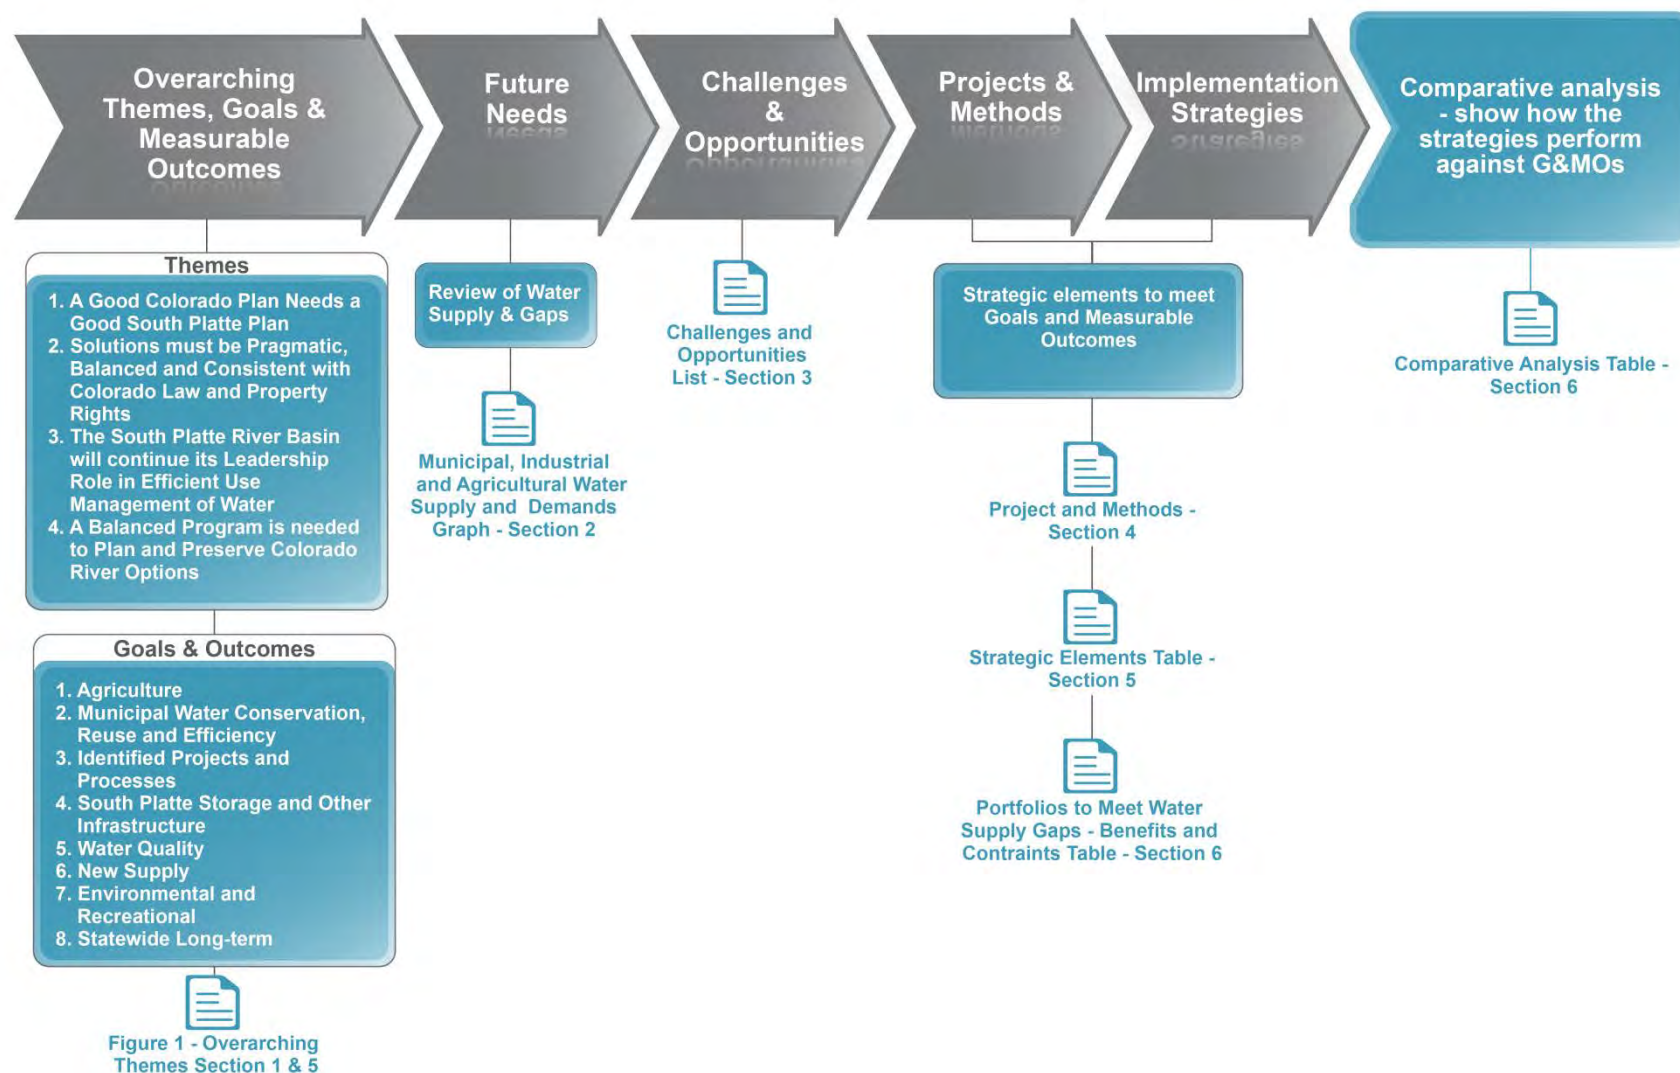 Overarching
Themes, Goals &
Measurable
Outcomes
Future
Needs
Challenges
&
Opportunities
Projects &
Methods
Implementation
Strategies
Comparative analysis
- show how the
strategies perform
against G&MOs
Themes
1. A Good Colorado Plan Needs a
Good South Platte Plan
2. Solutions must be Pragmatic,
Balanced and Consistent with
Colorado Law and Property
Rights
3. The South Platte River Basin
will continue its Leadership
Role in Efficient Use
Management of Water
4. A Balanced Program is needed
to Plan and Preserve Colorado
River Options
Goals & Outcomes
1. Agriculture
2. Municipal Water Conservation,
Reuse and Efficiency
3. Identified Projects and
Processes
4. South Platte Storage and Other
Infrastructure
5. Water Quality
6. New Supply
7. Environmental and
Recreational
8. Statewide Long-term
Figure 1 - Overarching
Themes Section 1 & 5
Review of Water
Supply & Gaps
Municipal, Industrial
and Agricultural Water
Supply and Demands
Graph - Section 2
Challenges and
Opportunities
List - Section 3
Strategic elements to meet
Goals and Measurable
Outcomes
Project and Methods -
Section 4
Strategic Elements Table -
Section 5
Portfolios to Meet Water
Supply Gaps - Benefits and
Contraints Table - Section 6
Comparative Analysis Table -
Section 6